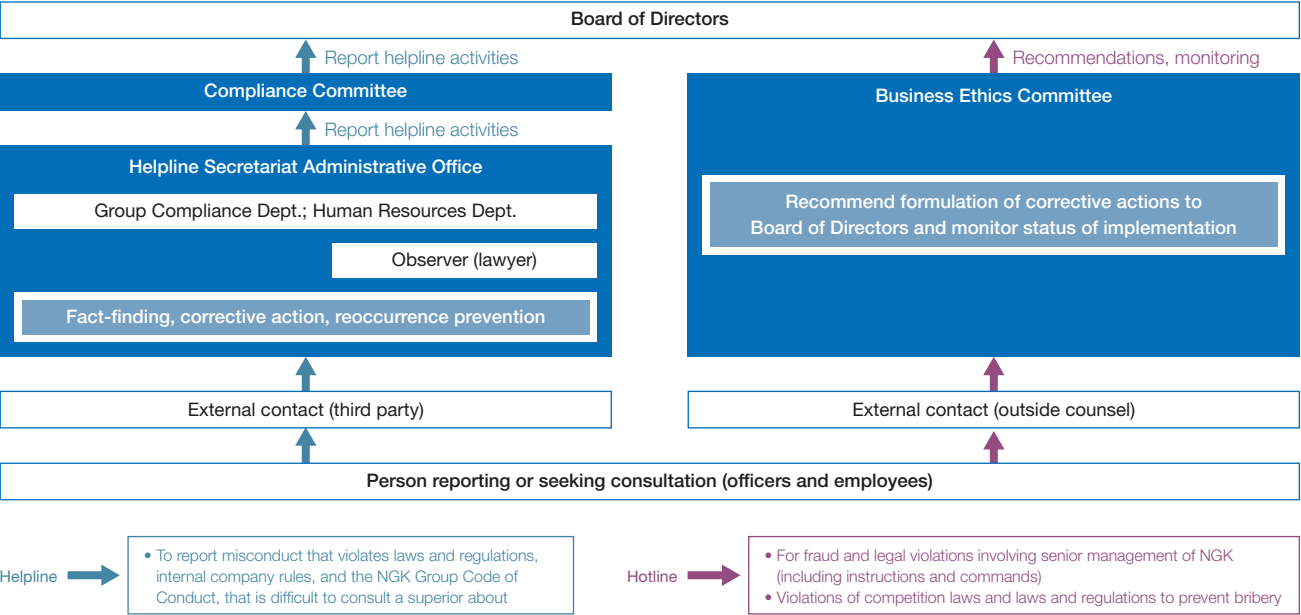 Board of Directors
Report helpline activities
Recommendations, monitoring
Compliance Committee
Business Ethics Committee
Report helpline activities
Helpline Secretariat Administrative Office
Group Compliance Dept.; Human Resources Dept.
Observer (lawyer)
Fact-finding, corrective action, reoccurrence prevention
Recommend formulation of corrective actions to
Board of Directors and monitor status of implementation
External contact (third party)
External contact (outside counsel)
Person reporting or seeking consultation (officers and employees)
Helpline
• To report misconduct that violates laws and regulations,
internal company rules, and the NGK Group Code of
Conduct, that is difficult to consult a superior about
Hotline
• For fraud and legal violations involving senior management of NGK
(including instructions and commands)
• Violations of competition laws and laws and regulations to prevent bribery